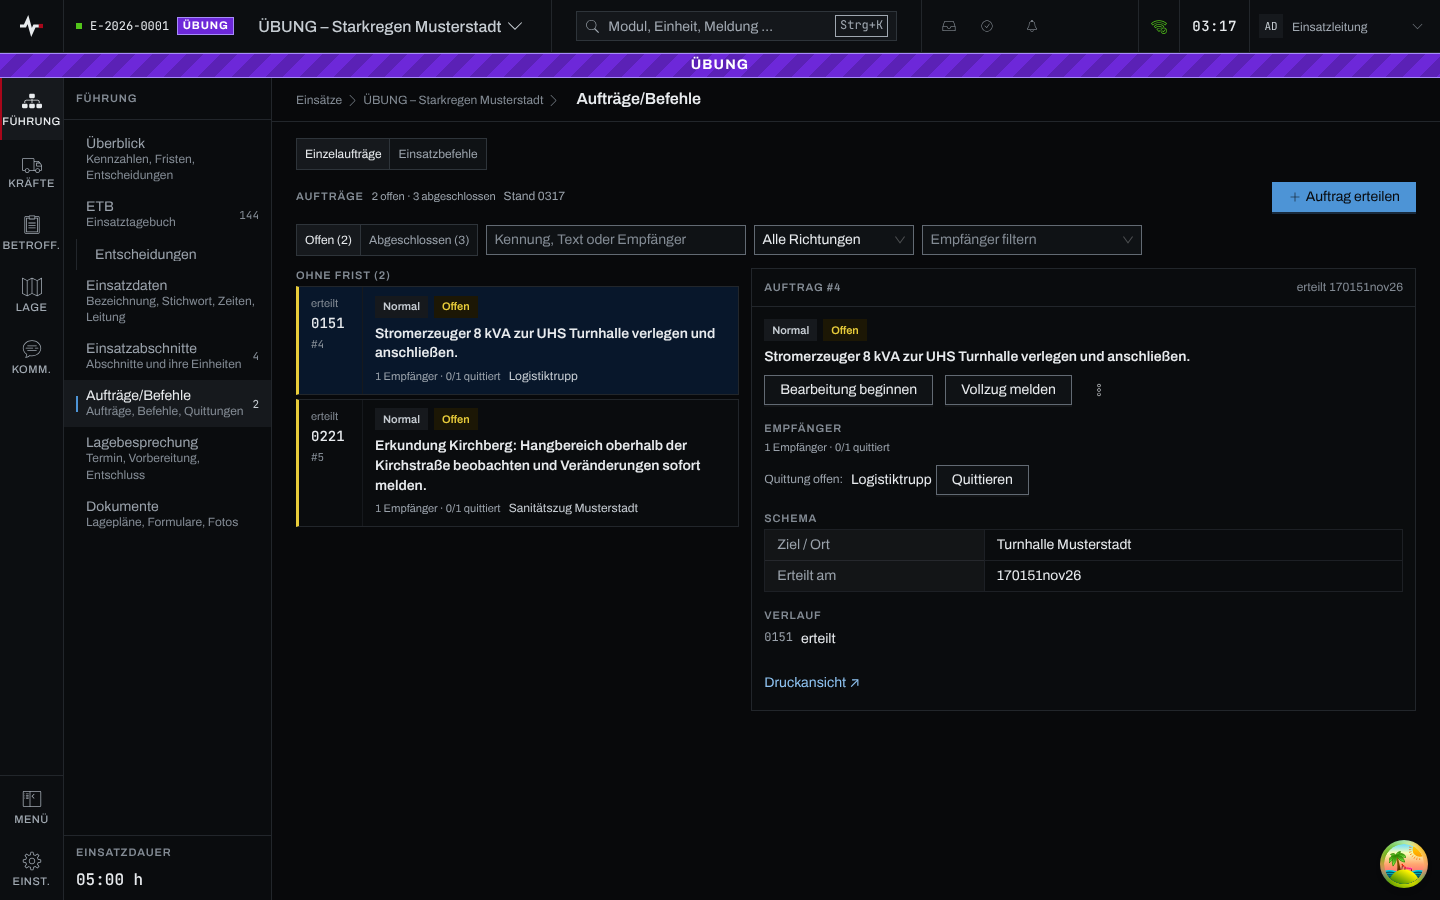 E-2026-0001 ÜBUNG ÜBUNG – Starkregen Musterstadt
Modul, Einheit, Meldung ... Strg+K
03:17 AD Einsatzleitung
ÜBUNG
FÜHRUNG
KRÄFTE
BETROFF.
LAGE
KOMM.
MENÜ
EINST.
FÜHRUNG
Überblick
Kennzahlen, Fristen,
Entscheidungen
ETB
Einsatztagebuch 144
Entscheidungen
Einsatzdaten
Bezeichnung, Stichwort, Zeiten,
Leitung
Einsatzabschnitte
Abschnitte und ihre Einheiten 4
Aufträge/Befehle
Aufträge, Befehle, Quittungen 2
Lagebesprechung
Termin, Vorbereitung,
Entschluss
Dokumente
Lagepläne, Formulare, Fotos
EINSATZDAUER
05:00 h
Einsätze ÜBUNG – Starkregen Musterstadt Aufträge/Befehle
Einzelaufträge Einsatzbefehle
AUFTRÄGE 2 offen · 3 abgeschlossen Stand 0317
+ Auftrag erteilen
Offen (2) Abgeschlossen (3) Kennung, Text oder Empfänger Alle Richtungen Empfänger filtern
OHNE FRIST (2)
erteilt
0151
#4
Normal Offen
Stromerzeuger 8 kVA zur UHS Turnhalle verlegen und
anschließen.
1 Empfänger · 0/1 quittiert Logistiktrupp
erteilt
0221
#5
Normal Offen
Erkundung Kirchberg: Hangbereich oberhalb der
Kirchstraße beobachten und Veränderungen sofort
melden.
1 Empfänger · 0/1 quittiert Sanitätszug Musterstadt
AUFTRAG #4 erteilt 170151nov26
Normal Offen
Stromerzeuger 8 kVA zur UHS Turnhalle verlegen und anschließen.
Bearbeitung beginnen Vollzug melden
EMPFÄNGER
1 Empfänger · 0/1 quittiert
Quittung offen: Logistiktrupp Quittieren
SCHEMA
Ziel / Ort Turnhalle Musterstadt
Erteilt am 170151nov26
VERLAUF
0151 erteilt
Druckansicht ↗